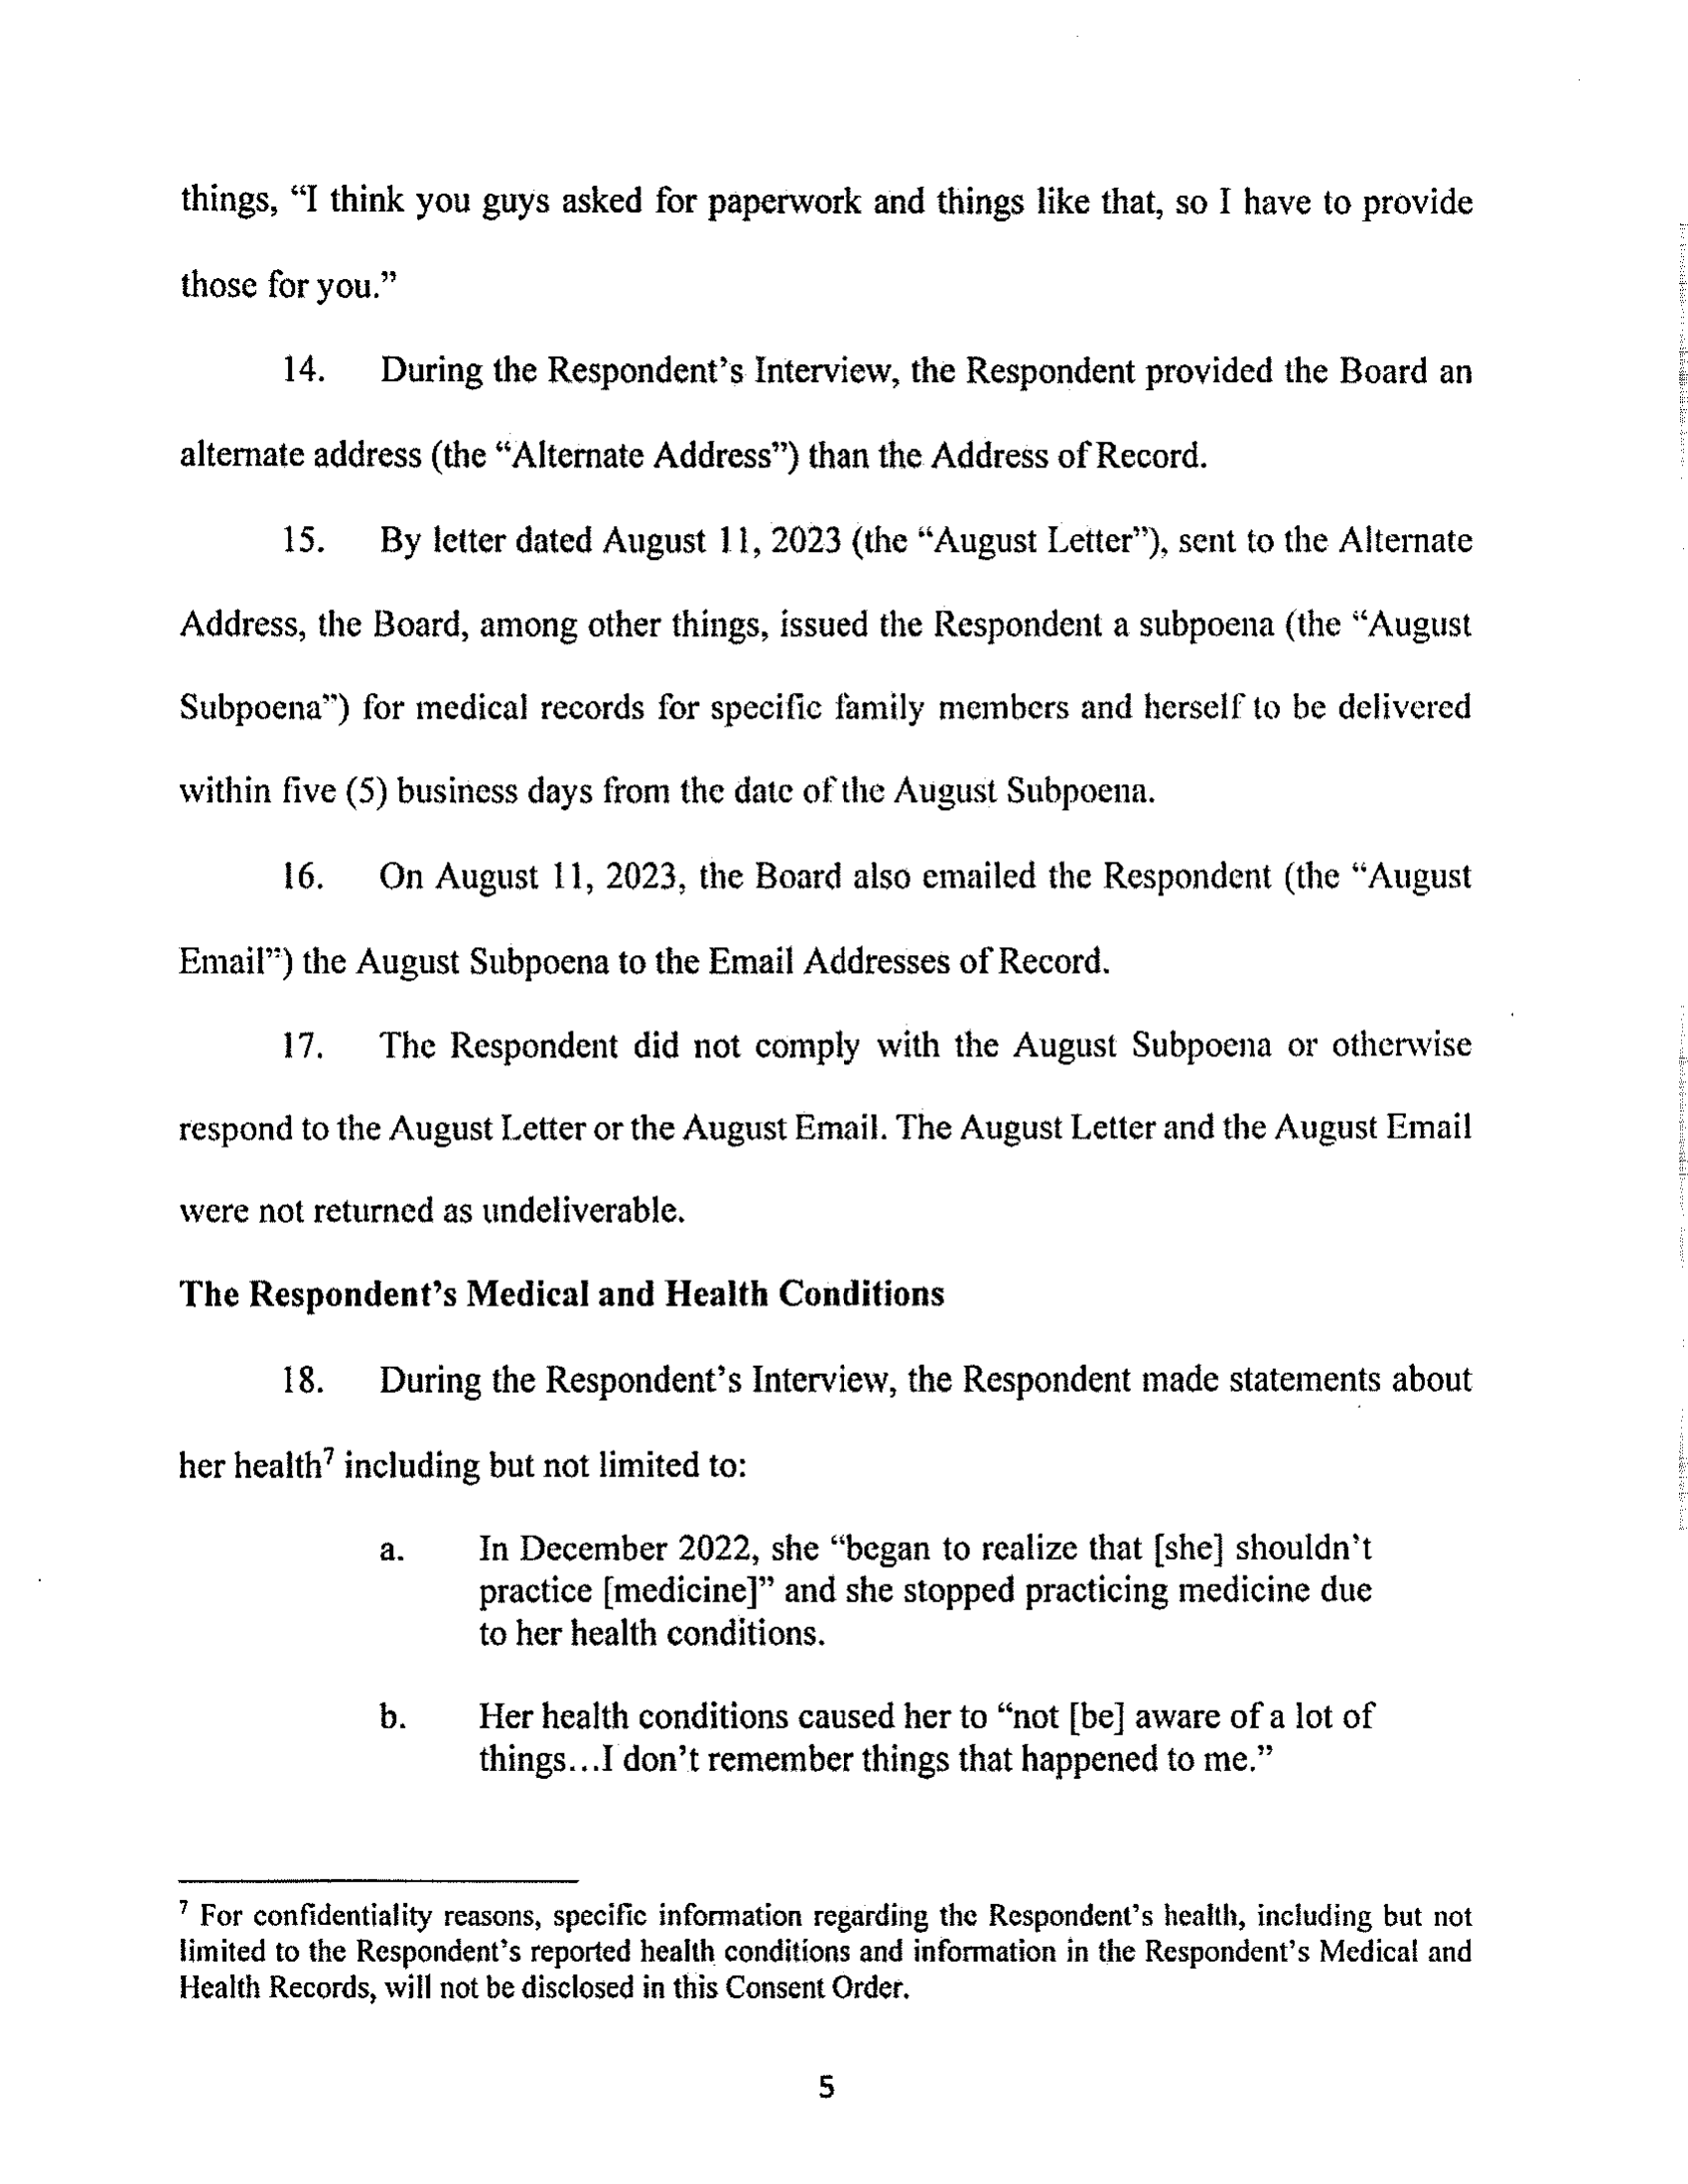 things, “I think you guys asked for paperwork and things like that, so I have to provide
those for you.”
14. During the Respondent’s Interview, the Respondent provided the Board an
alternate address (the “Alternate Address”) than the Address of Record.
15. By letter dated August 11, 2023 (the “August Letter”), sent to the Alternate
Address, the Board, among other things, issued the Respondent a subpoena (the “August
Subpoena”) for medical records for specific family members and herself to be delivered
within five (5) business days from the date of the August Subpoena.
16. On August 11, 2023, the Board also emailed the Respondent (the “August
Email”) the August Subpoena to the Email Addresses of Record.
17. The Respondent did not comply with the August Subpoena or otherwise
respond to the August Letter or the August Email. The August Letter and the August Email
were not returned as undeliverable.
The Respondent’s Medical and Health Conditions
18. During the Respondent’s Interview, the Respondent made statements about
her health⁷ including but not limited to:
a. In December 2022, she “began to realize that [she] shouldn’t
practice [medicine]” and she stopped practicing medicine due
to her health conditions.
b. Her health conditions caused her to “not [be] aware of a lot of
things…I don’t remember things that happened to me.”
⁷ For confidentiality reasons, specific information regarding the Respondent’s health, including but not
limited to the Respondent’s reported health conditions and information in the Respondent’s Medical and
Health Records, will not be disclosed in this Consent Order.
5